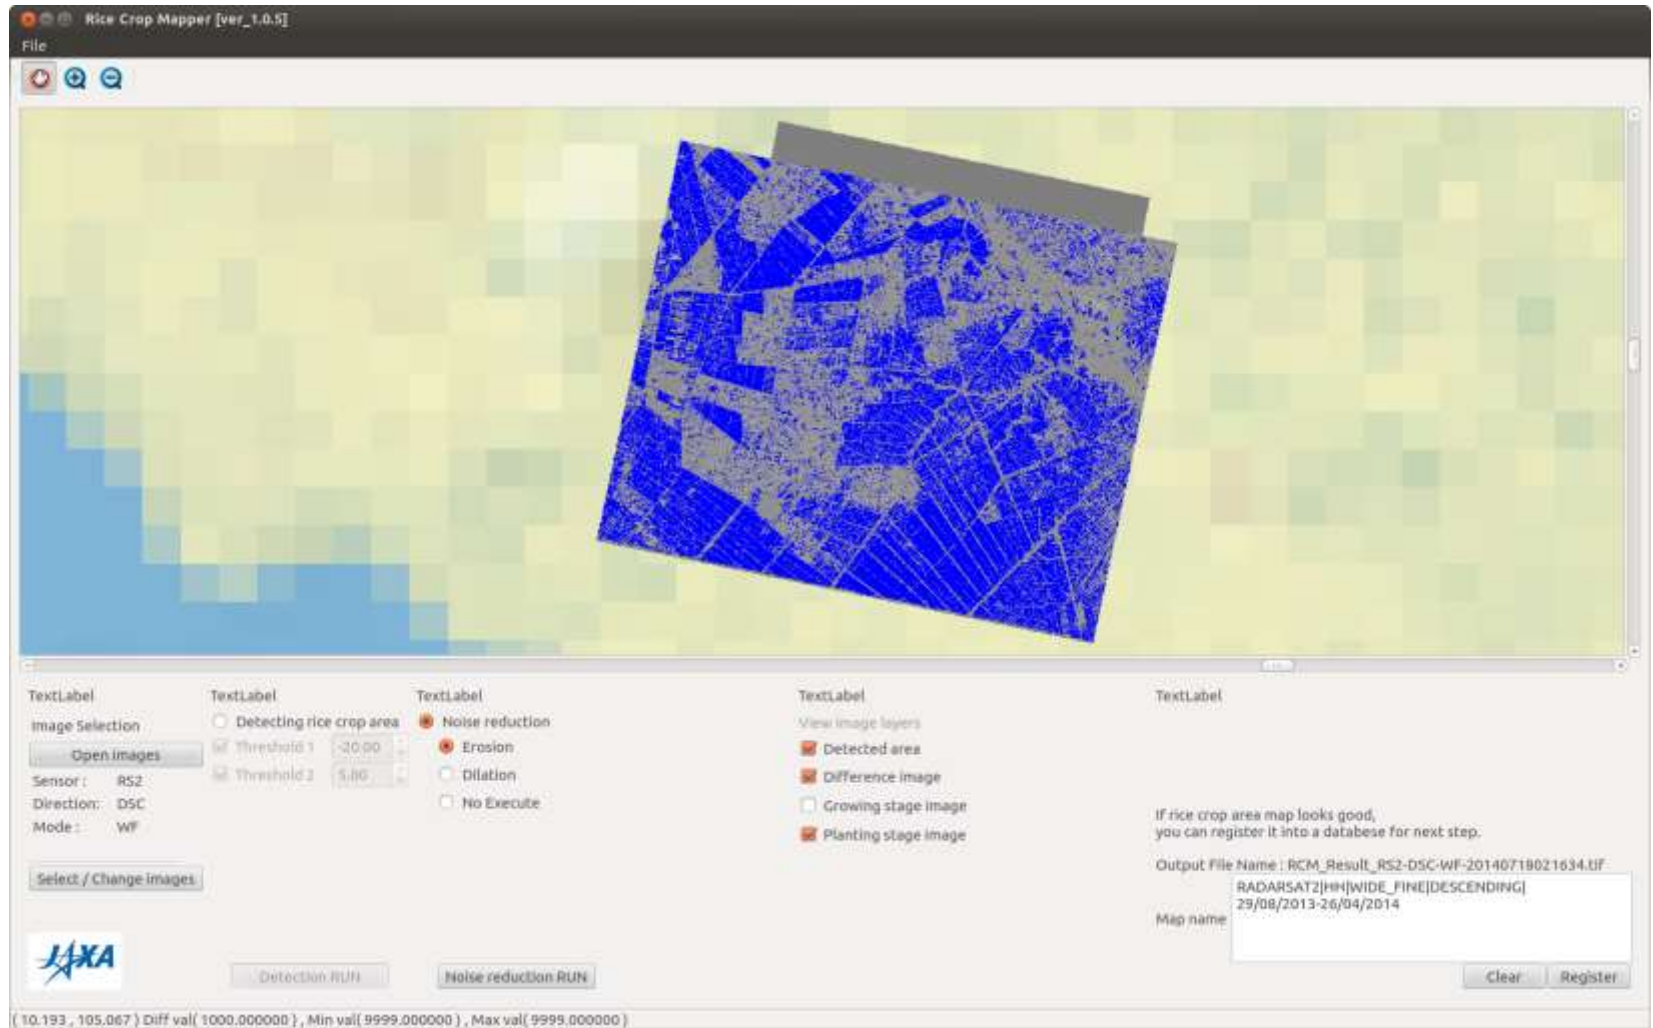 Rice Crop Mapper [ver_1.0.5]
File
TextLabel
Image Selection
Open images
Sensor : RS2
Direction: DSC
Mode : WF
Select / Change images
JAXA
TextLabel
Detecting rice crop area
Threshold 1 -20.00
Threshold 2 5.00
Detection RUN
TextLabel
Noise reduction
Erosion
Dilation
No Execute
Noise reduction RUN
TextLabel
View image layers
Detected area
Difference image
Growing stage image
Planting stage image
TextLabel
If rice crop area map looks good,
you can register it into a databese for next step.
Output File Name : RCM_Result_RS2-DSC-WF-20140718021634.tif
Map name
RADARSAT2|HH|WIDE_FINE|DESCENDING|
29/08/2013-26/04/2014
Clear
Register
( 10.193 , 105.067 ) Diff val( 1000.000000 ) , Min val( 9999.000000 ) , Max val( 9999.000000 )